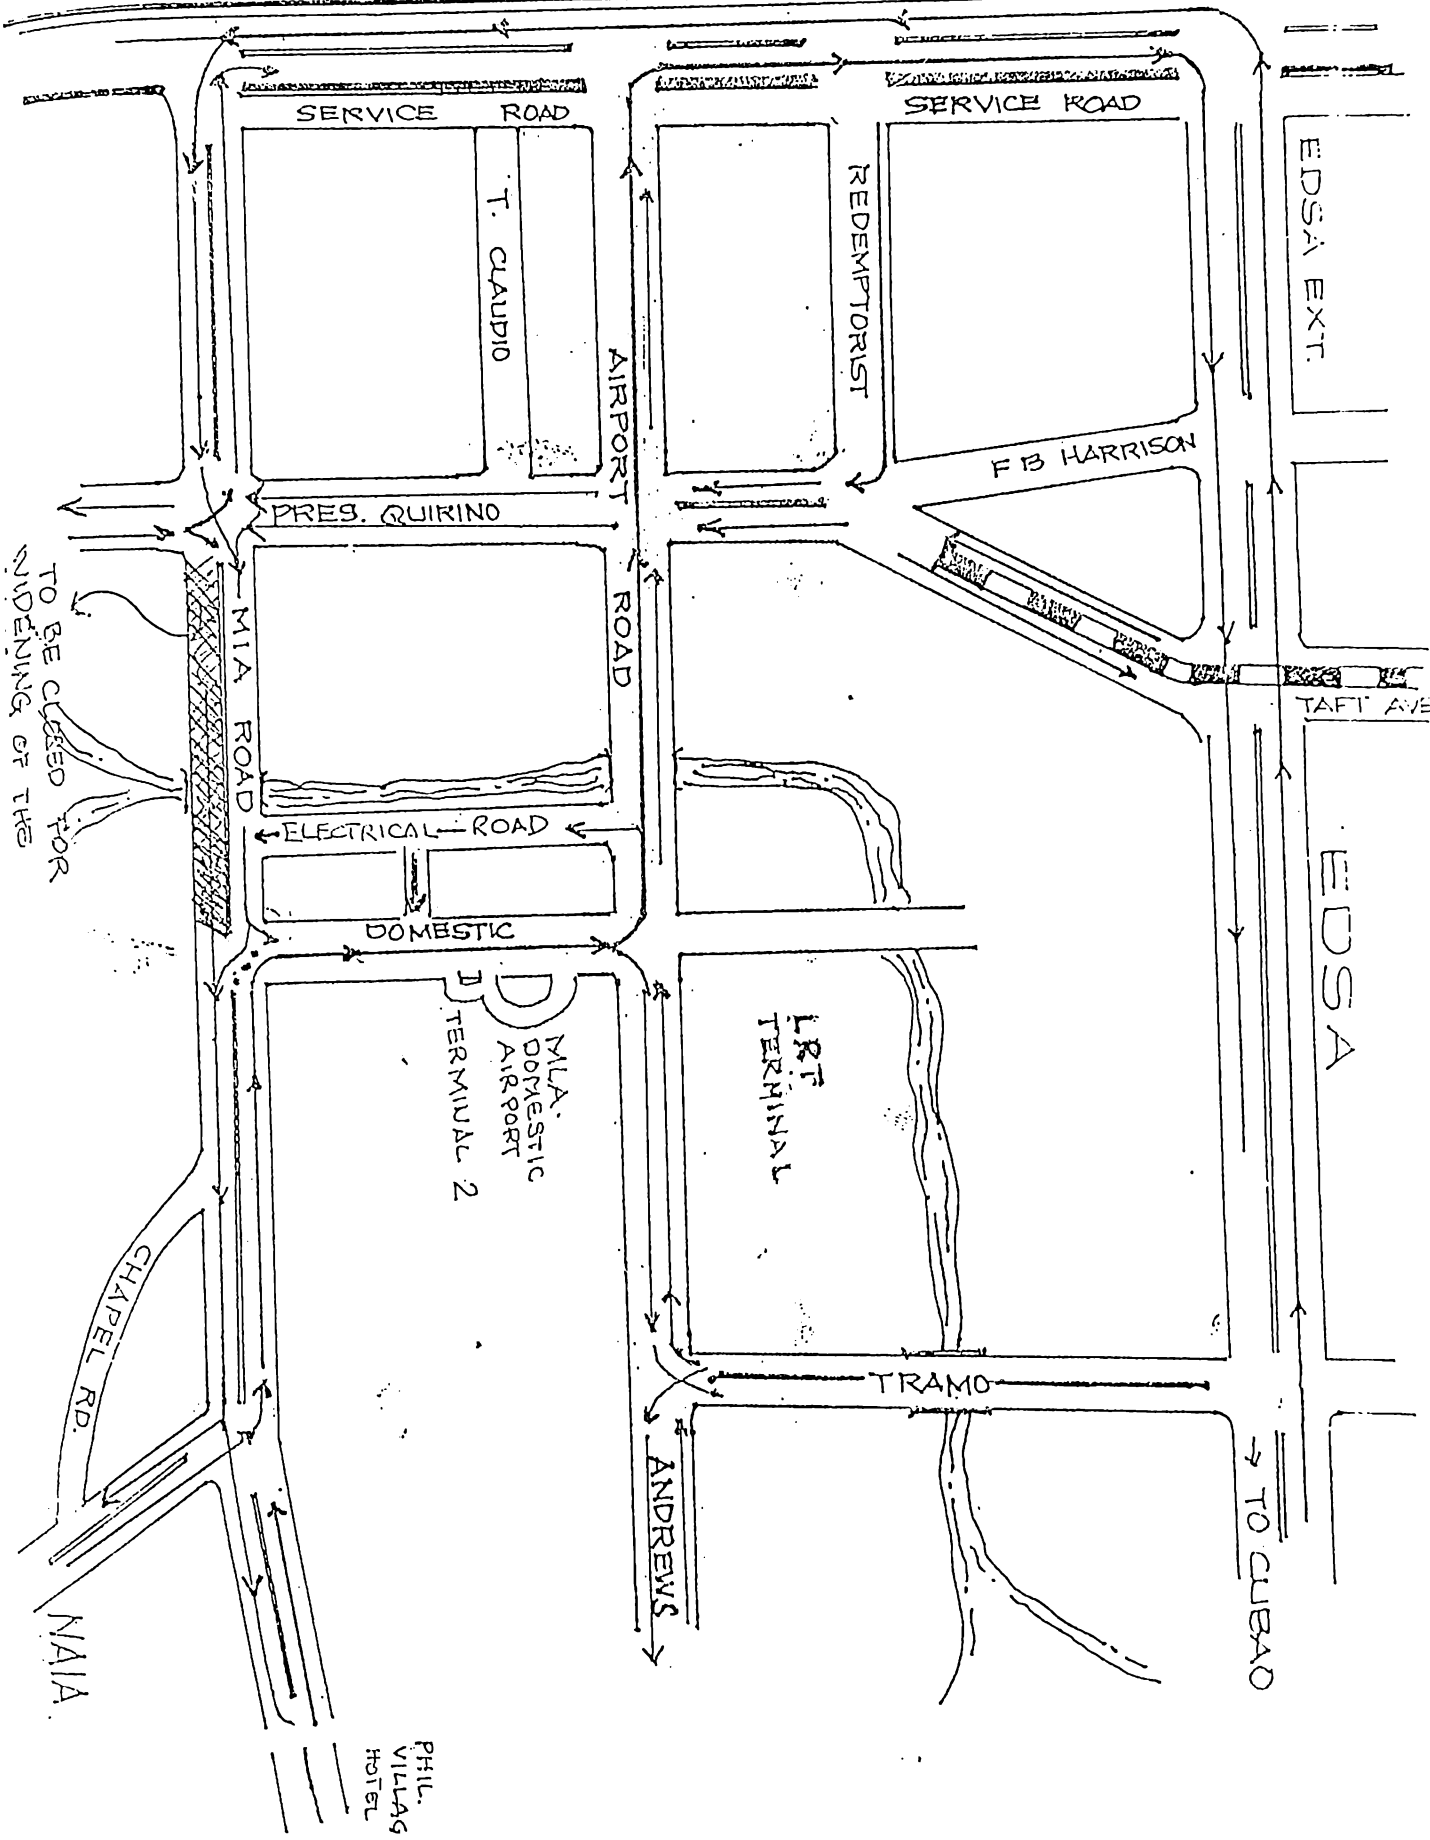 SERVICE ROAD
SERVICE ROAD
EDSA EXT.
T. CLAUDIO
REDEMPTORIST
AIRPORT ROAD
F B HARRISON
PRES. QUIRINO
TAFT AVE
MIA ROAD
TO BE CLOSED FOR
WIDENING OF THE
ELECTRICAL ROAD
DOMESTIC
EDSA
MLA.
DOMESTIC
AIRPORT
TERMINAL 2
LRT
TERMINAL
CHAPEL RD.
TRAMO
ANDREWS
TO CUBAO
NAIA
PHIL.
VILLAG
HOTEL